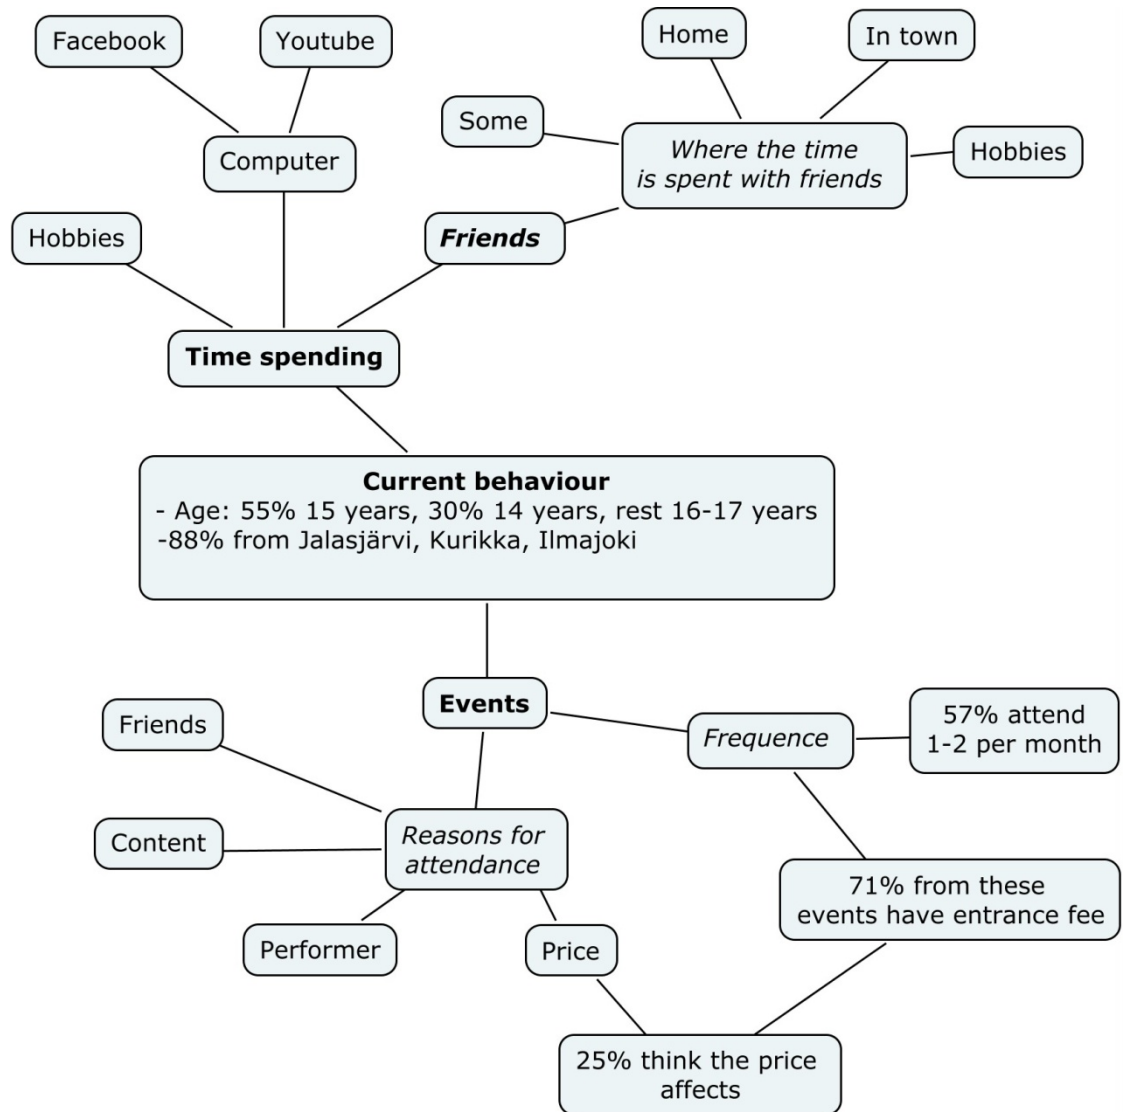 Facebook
Youtube
Home
In town
Some
Computer
Where the time
is spent with friends
Hobbies
Hobbies
Friends
Time spending
Current behaviour
- Age: 55% 15 years, 30% 14 years, rest 16-17 years
-88% from Jalasjärvi, Kurikka, Ilmajoki
Events
Friends
Frequence
57% attend
1-2 per month
Content
Reasons for
attendance
71% from these
events have entrance fee
Performer
Price
25% think the price
affects